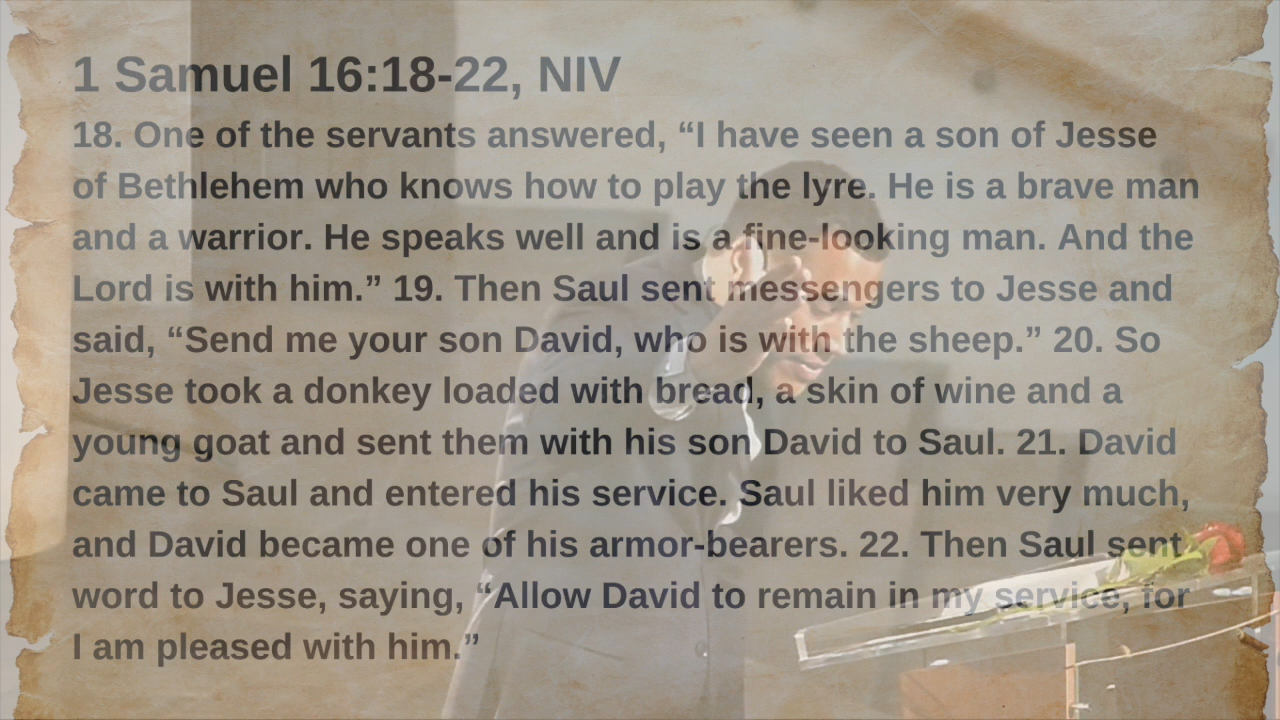 1 Samuel 16:18-22, NIV
18. One of the servants answered, “I have seen a son of Jesse
of Bethlehem who knows how to play the lyre. He is a brave man
and a warrior. He speaks well and is a fine-looking man. And the
Lord is with him.” 19. Then Saul sent messengers to Jesse and
said, “Send me your son David, who is with the sheep.” 20. So
Jesse took a donkey loaded with bread, a skin of wine and a
young goat and sent them with his son David to Saul. 21. David
came to Saul and entered his service. Saul liked him very much,
and David became one of his armor-bearers. 22. Then Saul sent
word to Jesse, saying, “Allow David to remain in my service, for
I am pleased with him.”